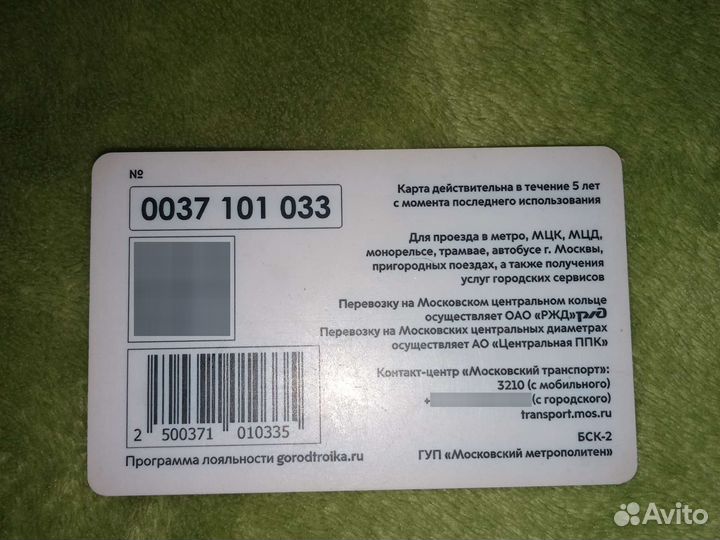 №
0037 101 033
Карта действительна в течение 5 лет
с момента последнего использования
Для проезда в метро, МЦК, МЦД,
монорельсе, трамвае, автобусе г. Москвы,
пригородных поездах, а также получения
услуг городских сервисов
Перевозку на Московском центральном кольце
осуществляет ОАО «РЖД» РЖД
Перевозку на Московских центральных диаметрах
осуществляет АО «Центральная ППК»
Контакт-центр «Московский транспорт»:
3210 (с мобильного)
+ (с городского)
transport.mos.ru
2 500371 010335
БСК-2
Программа лояльности gorodtroika.ru
ГУП «Московский метрополитен»
Avito